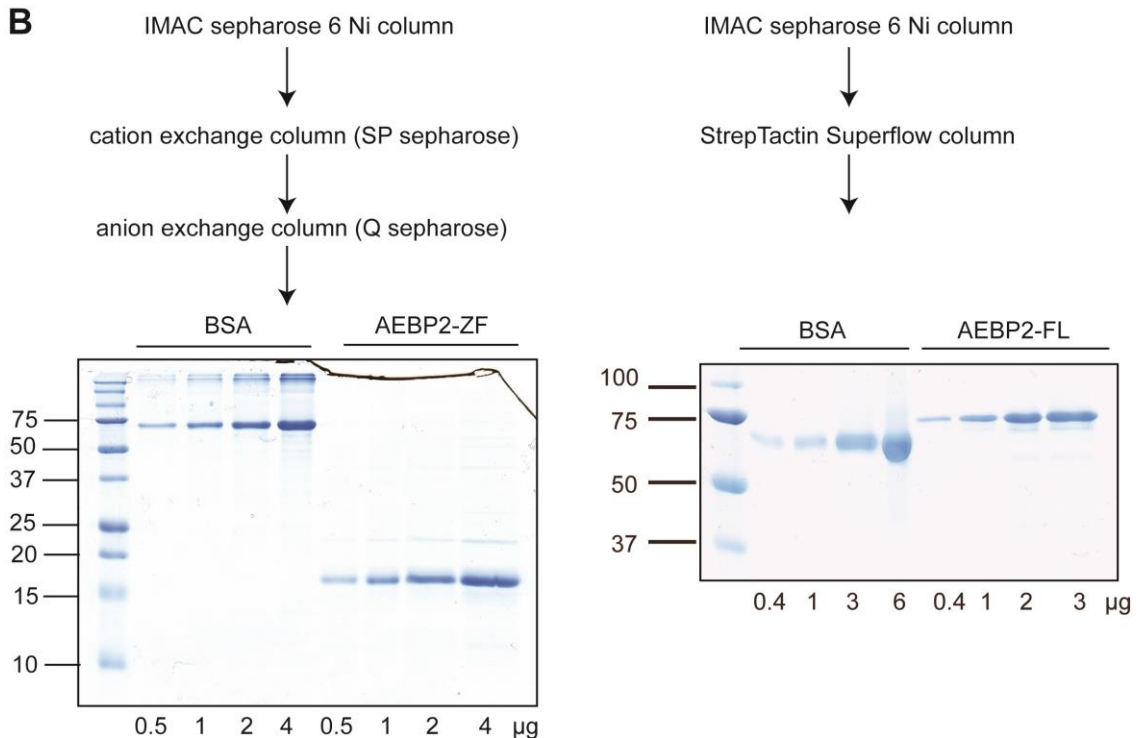 B
IMAC sepharose 6 Ni column
cation exchange column (SP sepharose)
anion exchange column (Q sepharose)
BSA AEBP2-ZF
75
50
37
25
20
15
10
0.5 1 2 4 0.5 1 2 4 µg
IMAC sepharose 6 Ni column
StrepTactin Superflow column
BSA AEBP2-FL
100
75
50
37
0.4 1 3 6 0.4 1 2 3 µg